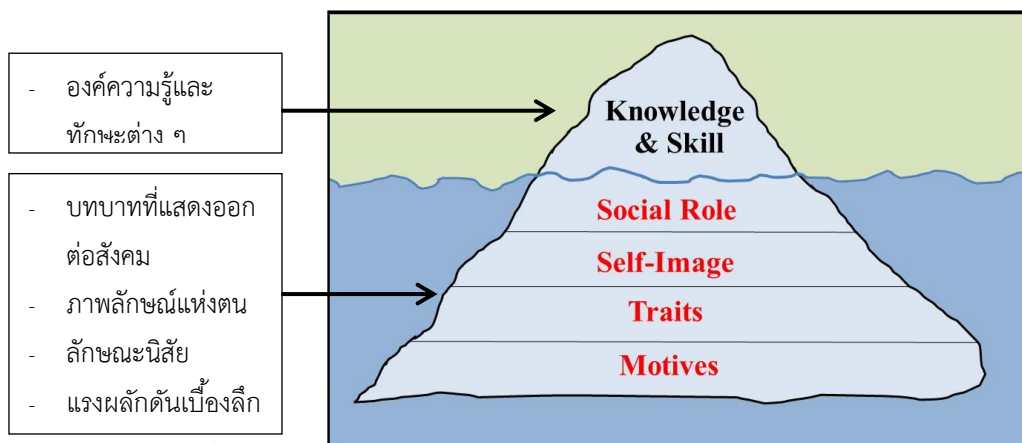 - องค์ความรู้และ
ทักษะต่าง ๆ
- บทบาทที่แสดงออก
ต่อสังคม
- ภาพลักษณ์แห่งตน
- ลักษณะนิสัย
- แรงผลักดันเบื้องลึก
Knowledge
& Skill
Social Role
Self-Image
Traits
Motives